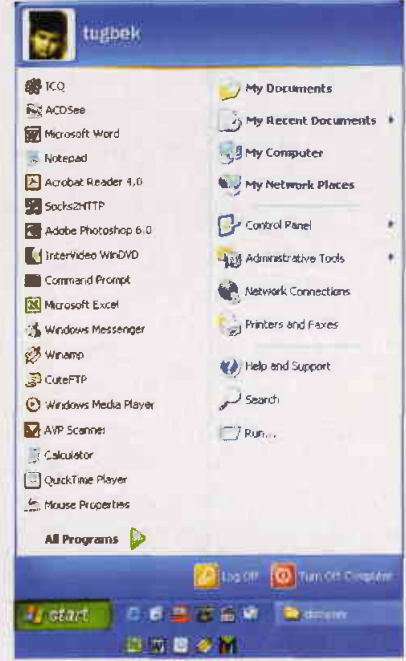 tugbek
ICQ
ACDSee
Microsoft Word
Notepad
Acrobat Reader 4,0
Socks2HTTP
Adobe Photoshop 6.0
InterVideo WinDVD
Command Prompt
Microsoft Excel
Windows Messenger
Winamp
CuteFTP
Windows Media Player
AVP Scanner
Calculator
QuickTime Player
Mouse Properties
All Programs
My Documents
My Recent Documents
My Computer
My Network Places
Control Panel
Administrative Tools
Network Connections
Printers and Faxes
Help and Support
Search
Run...
Log Off
Turn Off Computer
start